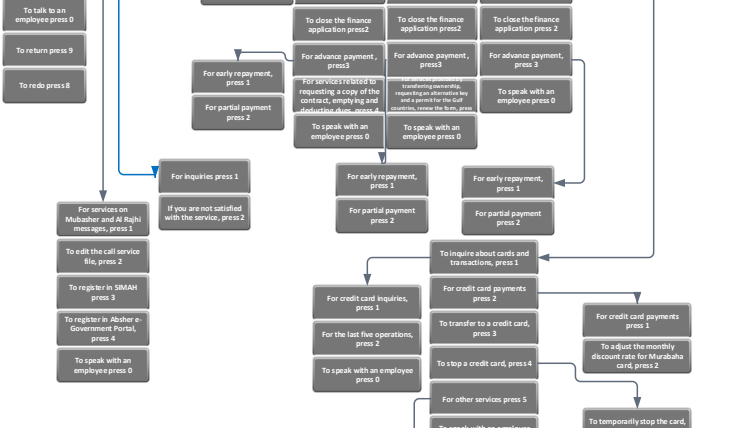 To talk to an
employee press 0
To return press 9
To redo press 8
To close the finance
application press2
To close the finance
application press2
To close the finance
application press 2
For advance payment ,
press3
For advance payment,
press3
For advance payment,
press 3
For services related to
requesting a copy of the
contract, emptying and
deducting dues, press 4
transferring ownership,
requesting an alternative key
and a permit for the Gulf
countries, renew the form, press
To speak with an
employee press 0
To speak with an
employee press 0
To speak with an
employee press 0
For early repayment,
press 1
For partial payment
press 2
For early repayment,
press 1
For partial payment
press 2
For early repayment,
press 1
For partial payment
press 2
For inquiries press 1
If you are not satisfied
with the service, press 2
For services on
Mubasher and Al Rajhi
messages, press 1
To edit the call service
file, press 2
To register in SIMAH
press 3
To register in Absher e-
Government Portal,
press 4
To speak with an
employee press 0
To inquire about cards and
transactions, press 1
For credit card payments
press 2
To transfer to a credit card,
press 3
To stop a credit card, press 4
For other services press 5
To speak with an employee
For credit card inquiries,
press 1
For the last five operations,
press 2
To speak with an employee
press 0
For credit card payments
press 1
To adjust the monthly
discount rate for Murabaha
card, press 2
To temporarily stop the card,